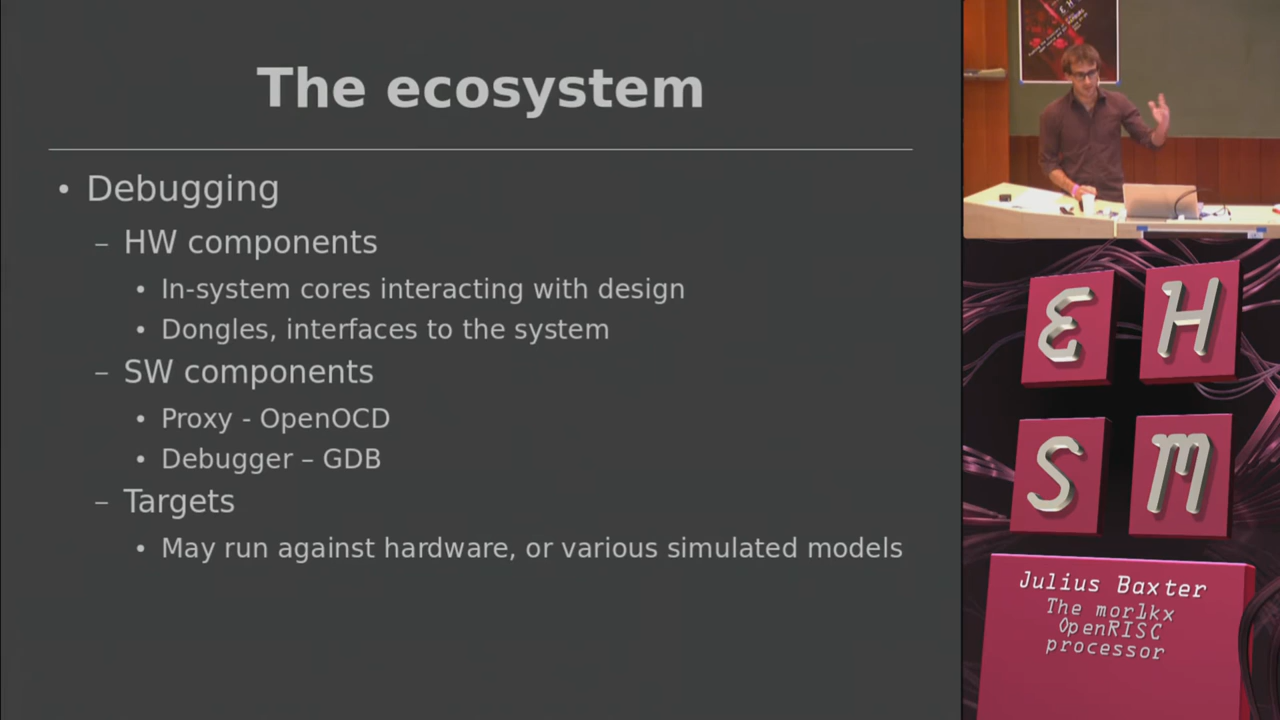 The ecosystem
• Debugging
– HW components
• In-system cores interacting with design
• Dongles, interfaces to the system
– SW components
• Proxy - OpenOCD
• Debugger – GDB
– Targets
• May run against hardware, or various simulated models
E H
S M
Julius Baxter
The mor1kx
OpenRISC
processor